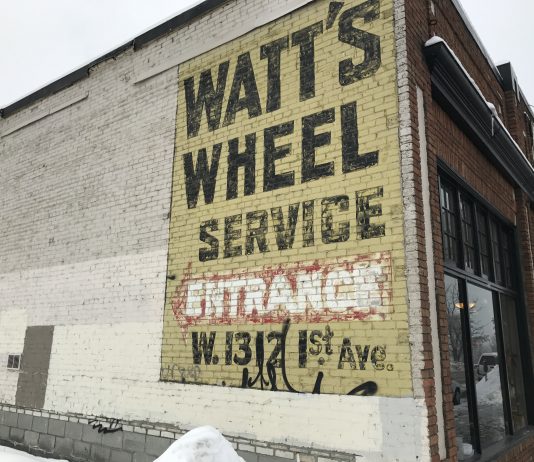 WATT'S
WHEEL
SERVICE
ENTRANCE
W. 1312 1st AVE.